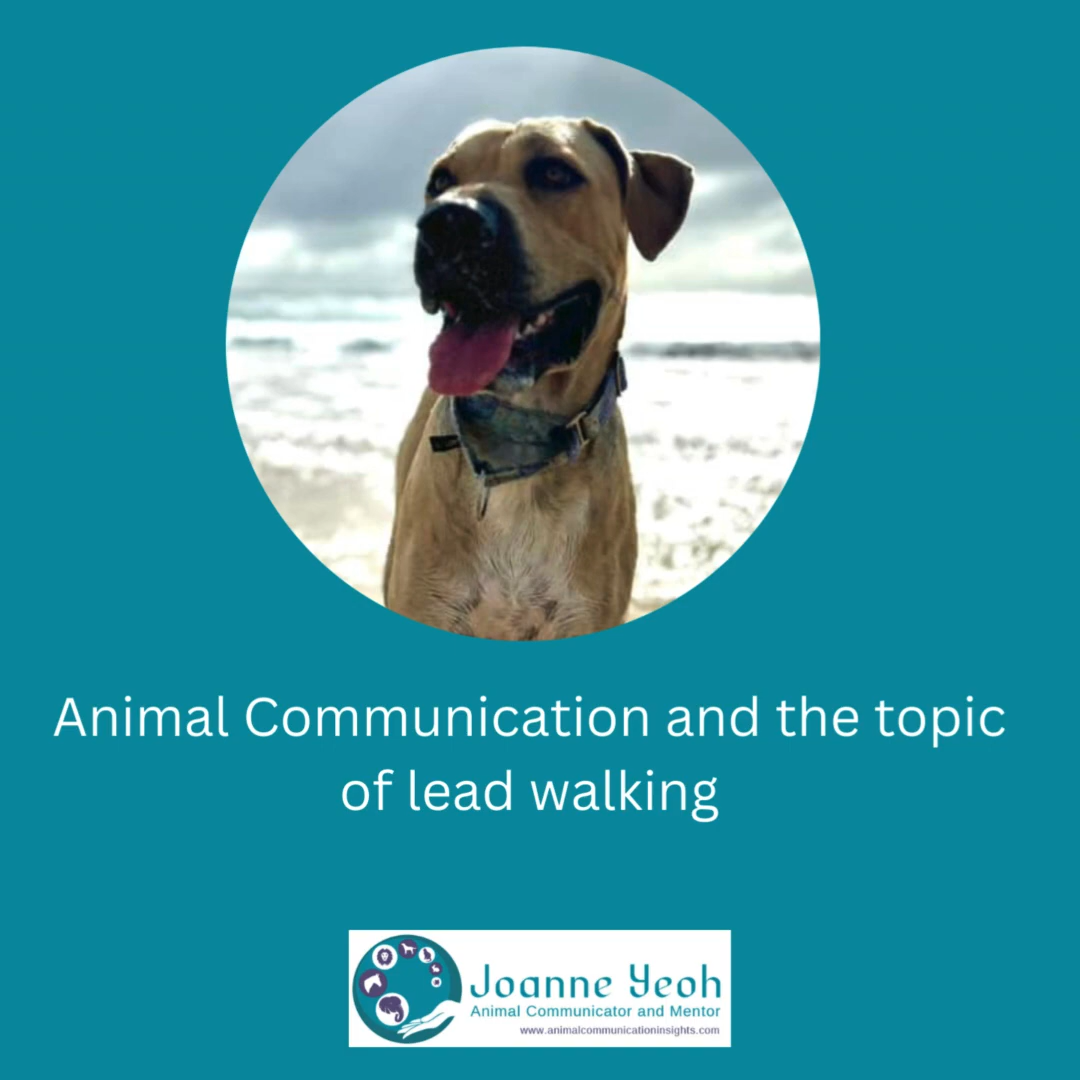 Animal Communication and the topic
of lead walking
Joanne Yeoh
Animal Communicator and Mentor
www.animalcommunicationinsights.com